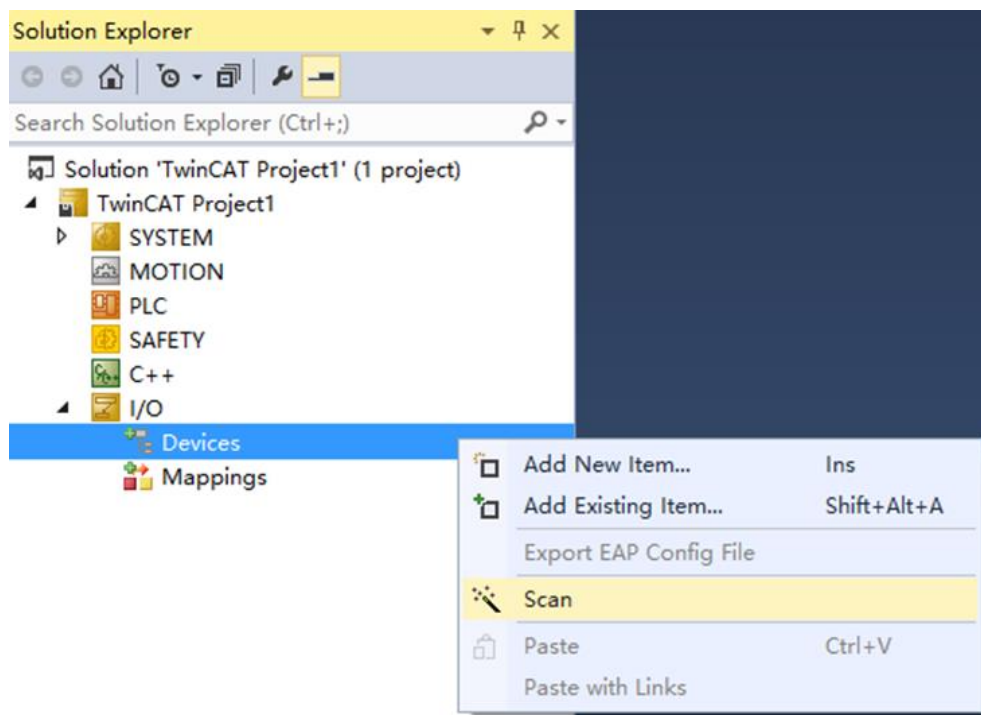 Solution Explorer
Search Solution Explorer (Ctrl+;)
Solution 'TwinCAT Project1' (1 project)
TwinCAT Project1
SYSTEM
MOTION
PLC
SAFETY
C++
I/O
Devices
Mappings
Add New Item... Ins
Add Existing Item... Shift+Alt+A
Export EAP Config File
Scan
Paste Ctrl+V
Paste with Links